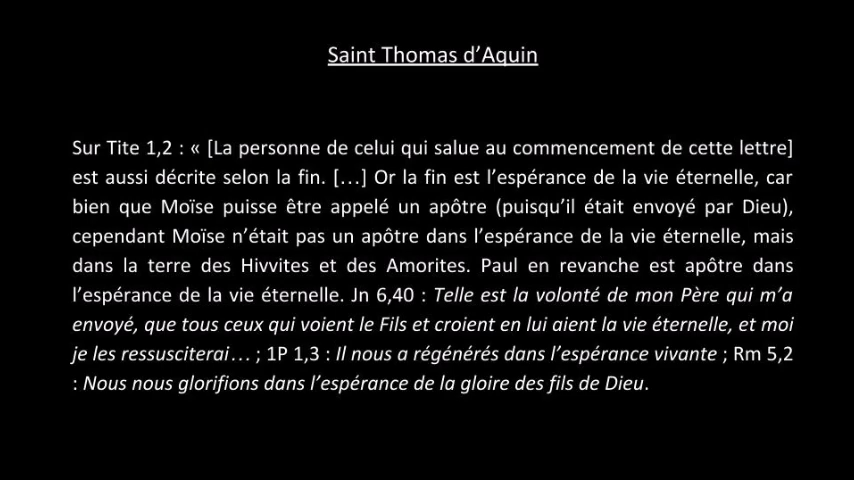 Saint Thomas d’Aquin
Sur Tite 1,2 : « [La personne de celui qui salue au commencement de cette lettre]
est aussi décrite selon la fin. […] Or la fin est l’espérance de la vie éternelle, car
bien que Moïse puisse être appelé un apôtre (puisqu’il était envoyé par Dieu),
cependant Moïse n’était pas un apôtre dans l’espérance de la vie éternelle, mais
dans la terre des Hivvites et des Amorites. Paul en revanche est apôtre dans
l’espérance de la vie éternelle. Jn 6,40 : Telle est la volonté de mon Père qui m’a
envoyé, que tous ceux qui voient le Fils et croient en lui aient la vie éternelle, et moi
je les ressusciterai… ; 1P 1,3 : Il nous a régénérés dans l’espérance vivante ; Rm 5,2
: Nous nous glorifions dans l’espérance de la gloire des fils de Dieu.